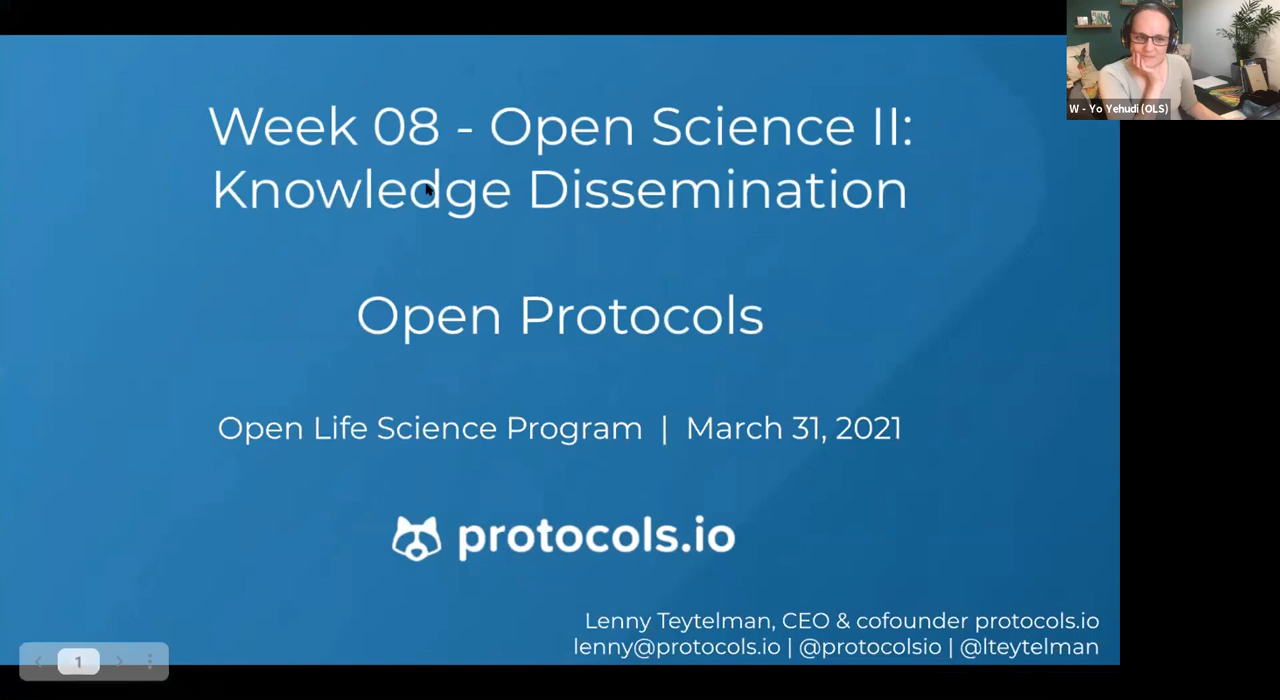 W - Yo Yehudi (OLS)
Week 08 - Open Science II:
Knowledge Dissemination
Open Protocols
Open Life Science Program | March 31, 2021
protocols.io
Lenny Teytelman, CEO & cofounder protocols.io
lenny@protocols.io | @protocolsio | @lteytelman
1